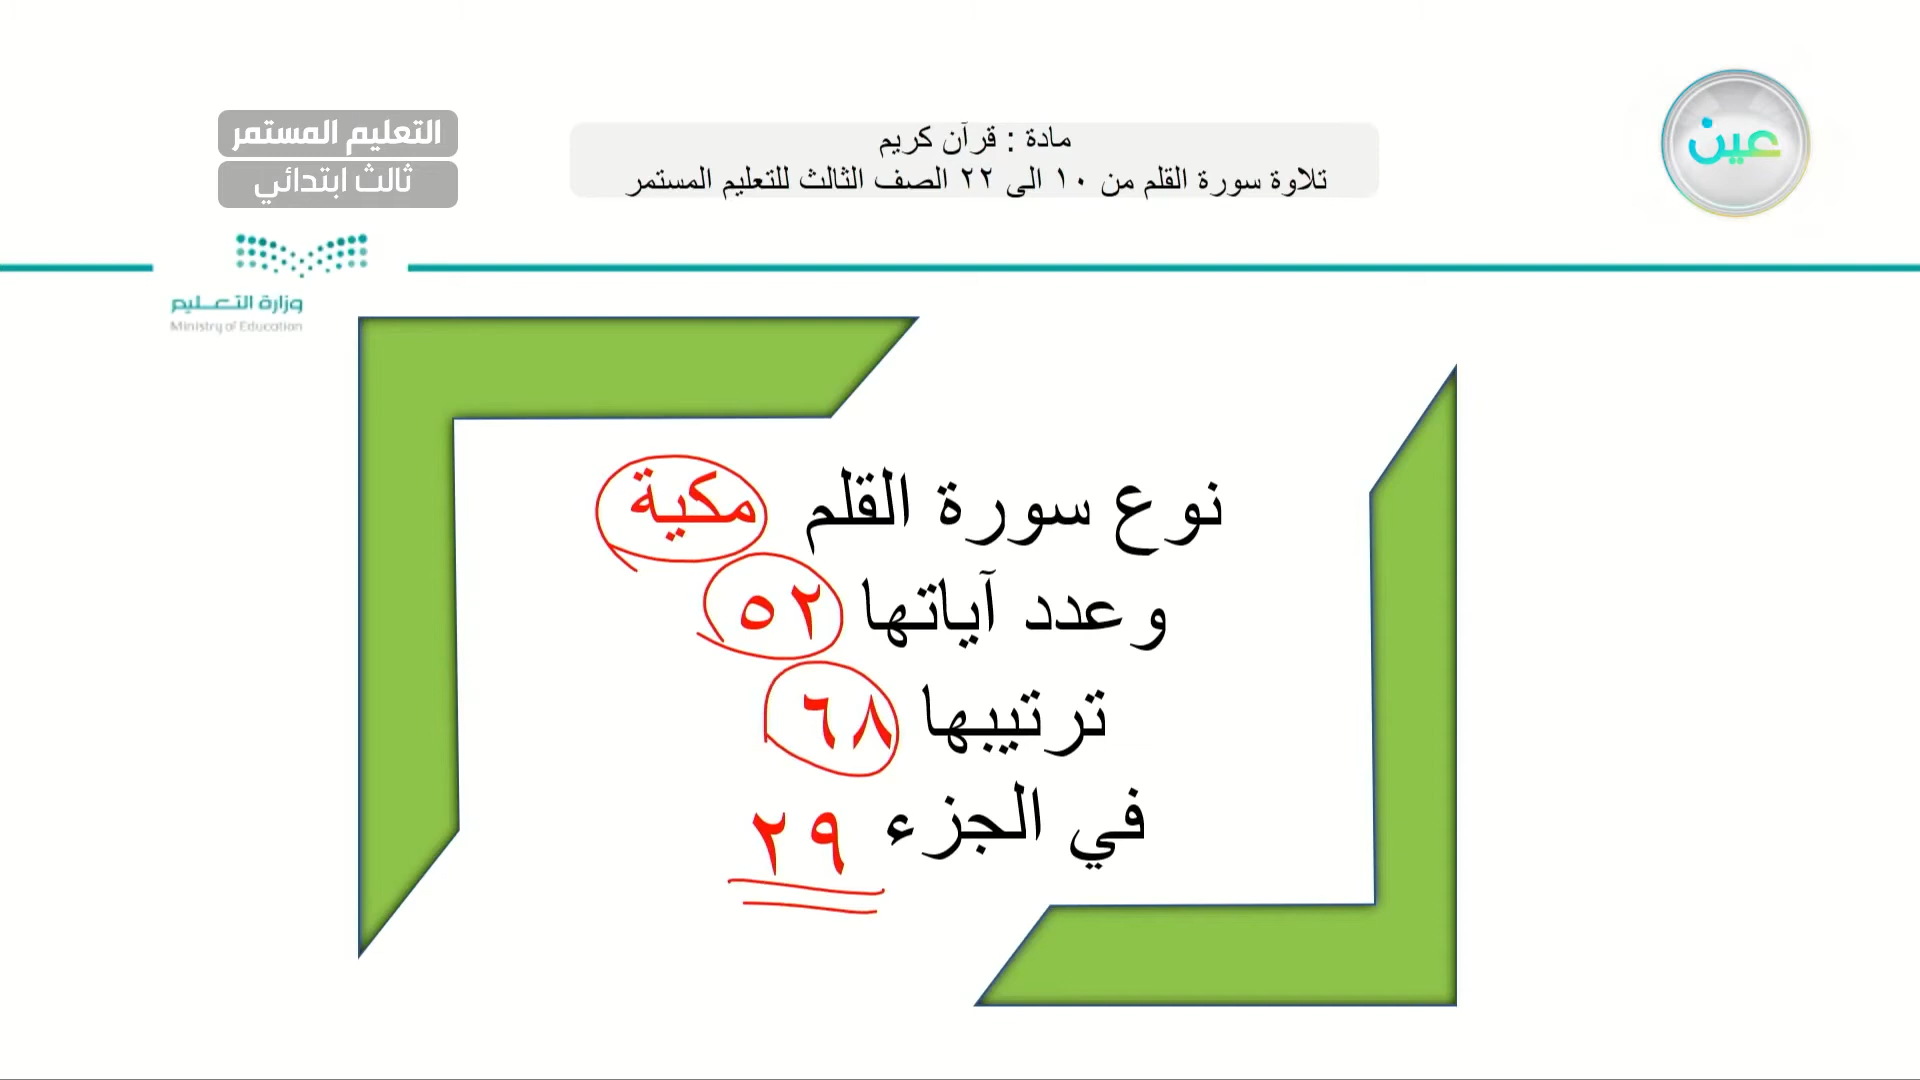 عين
مادة : قرآن كريم
تلاوة سورة القلم من ١٠ الى ٢٢ الصف الثالث للتعليم المستمر
التعليم المستمر
ثالث ابتدائي
وزارة التعليم
Ministry of Education
نوع سورة القلم مكية
وعدد آياتها ٥٢
ترتيبها ٦٨
في الجزء ٢٩